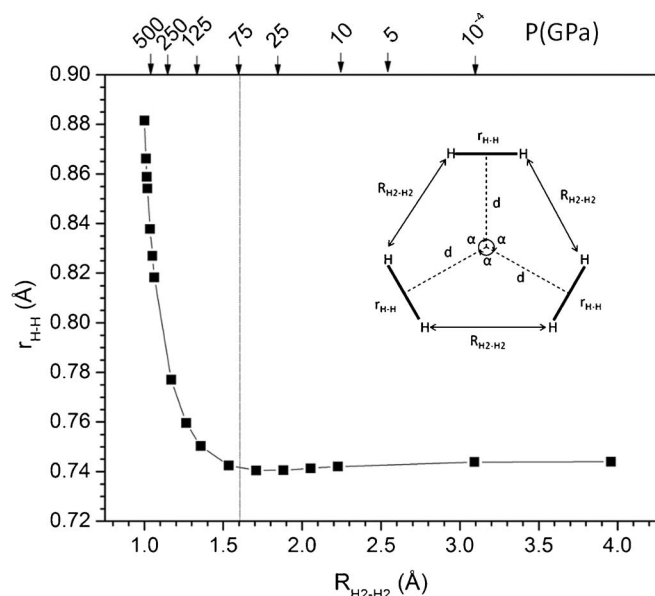 500 250 125 75 25 10 5 10-4 P(GPa)
0.90
0.88
0.86
0.84
0.82
0.80
0.78
0.76
0.74
0.72
rH-H (Å)
1.0 1.5 2.0 2.5 3.0 3.5 4.0
RH2-H2 (Å)
rH-H
H H
RH2-H2 RH2-H2
d
α α
α
H H
d d
rH-H rH-H
H H
RH2-H2